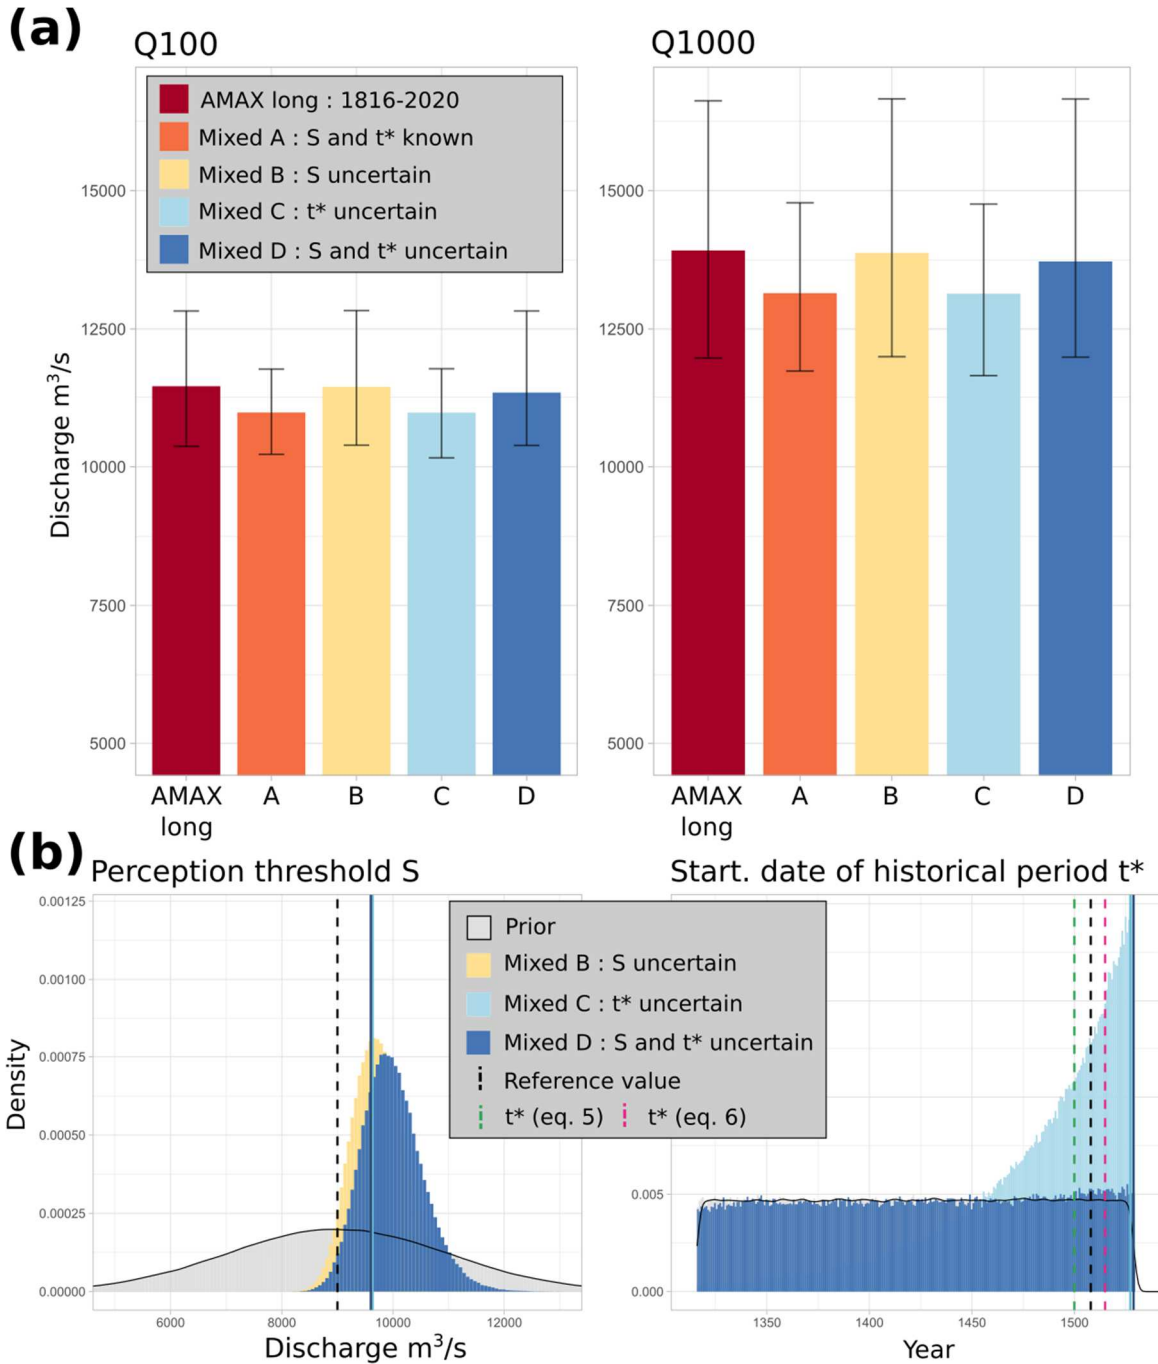 (a)
Q100
Q1000
AMAX long : 1816-2020
Mixed A : S and t* known
Mixed B : S uncertain
Mixed C : t* uncertain
Mixed D : S and t* uncertain
Discharge m³/s
15000
12500
10000
7500
5000
15000
12500
10000
7500
5000
AMAX
long
A
B
C
D
AMAX
long
A
B
C
D
(b)
Perception threshold S
Start. date of historical period t*
Prior
Mixed B : S uncertain
Mixed C : t* uncertain
Mixed D : S and t* uncertain
Reference value
t* (eq. 5)
t* (eq. 6)
Density
0.00125
0.00100
0.00075
0.00050
0.00025
0.00000
6000
8000
10000
12000
Discharge m³/s
0.005
0.000
1350
1400
1450
1500
Year